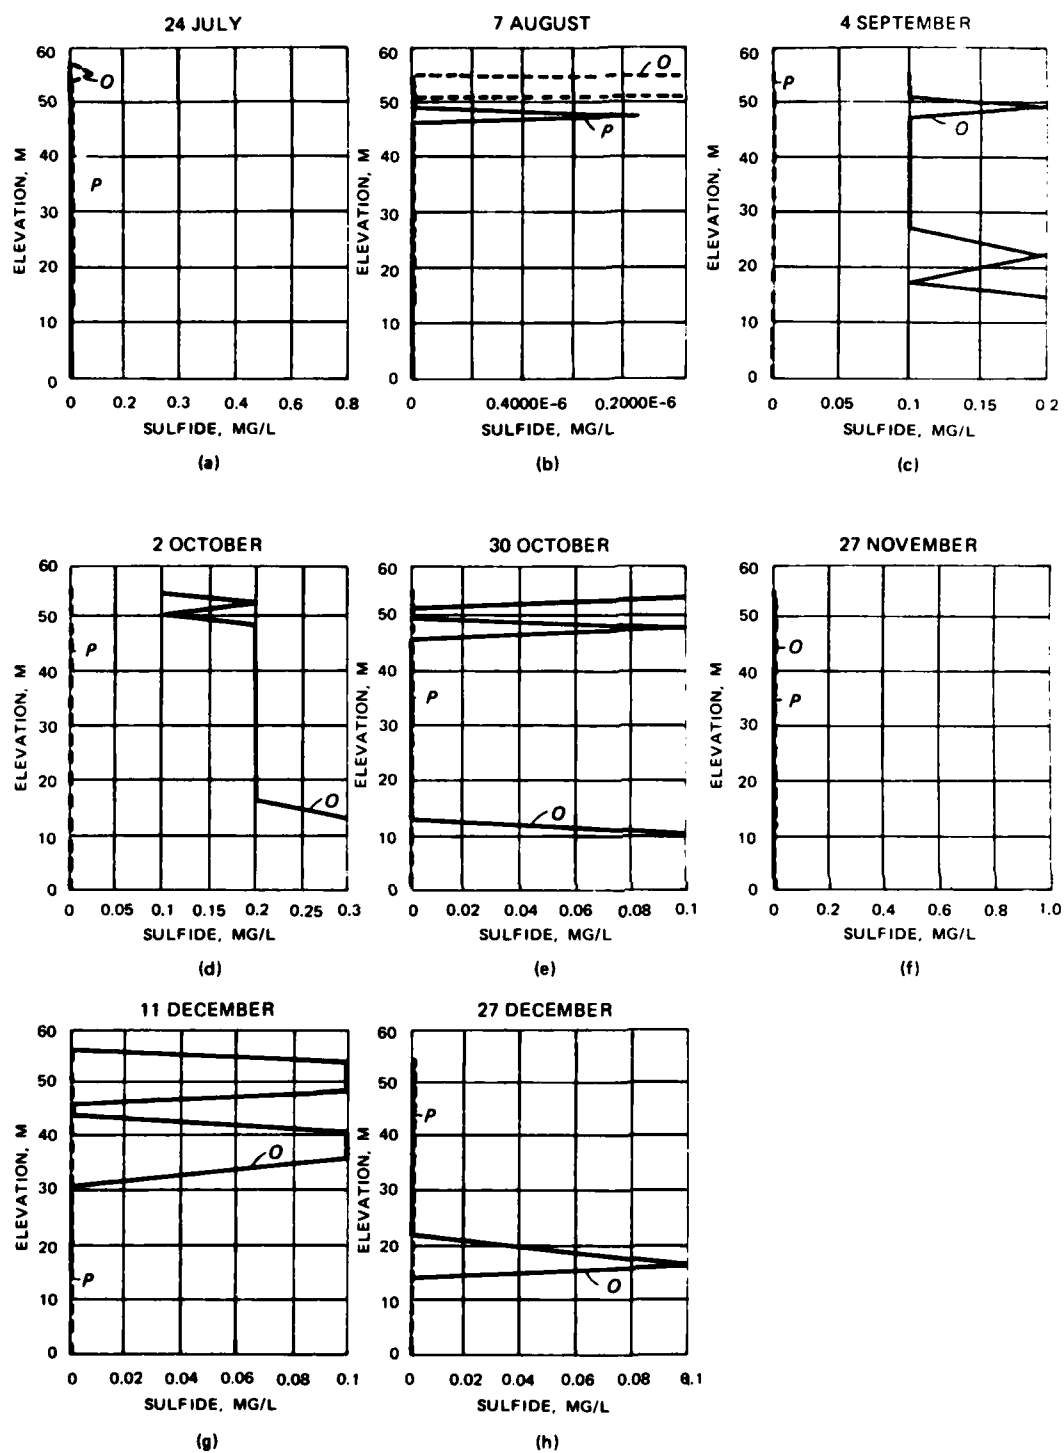 24 JULY
60
50
40
30
20
10
0
ELEVATION, M
O
P
0 0.2 0.3 0.4 0.6 0.8
SULFIDE, MG/L
(a)
7 AUGUST
60
50
40
30
20
10
0
ELEVATION, M
O
P
0 0.4000E-6 0.2000E-6
SULFIDE, MG/L
(b)
4 SEPTEMBER
60
50
40
30
20
10
0
ELEVATION, M
P
O
0 0.05 0.1 0.15 0.2
SULFIDE, MG/L
(c)
2 OCTOBER
60
50
40
30
20
10
0
ELEVATION, M
P
O
0 0.05 0.1 0.15 0.2 0.25 0.3
SULFIDE, MG/L
(d)
30 OCTOBER
60
50
40
30
20
10
0
ELEVATION, M
P
O
0 0.02 0.04 0.06 0.08 0.1
SULFIDE, MG/L
(e)
27 NOVEMBER
60
50
40
30
20
10
0
ELEVATION, M
O
P
0 0.2 0.4 0.6 0.8 1.0
SULFIDE, MG/L
(f)
11 DECEMBER
60
50
40
30
20
10
0
ELEVATION, M
O
P
0 0.02 0.04 0.06 0.08 0.1
SULFIDE, MG/L
(g)
27 DECEMBER
60
50
40
30
20
10
0
ELEVATION, M
P
O
0 0.02 0.04 0.06 0.08 0.1
SULFIDE, MG/L
(h)